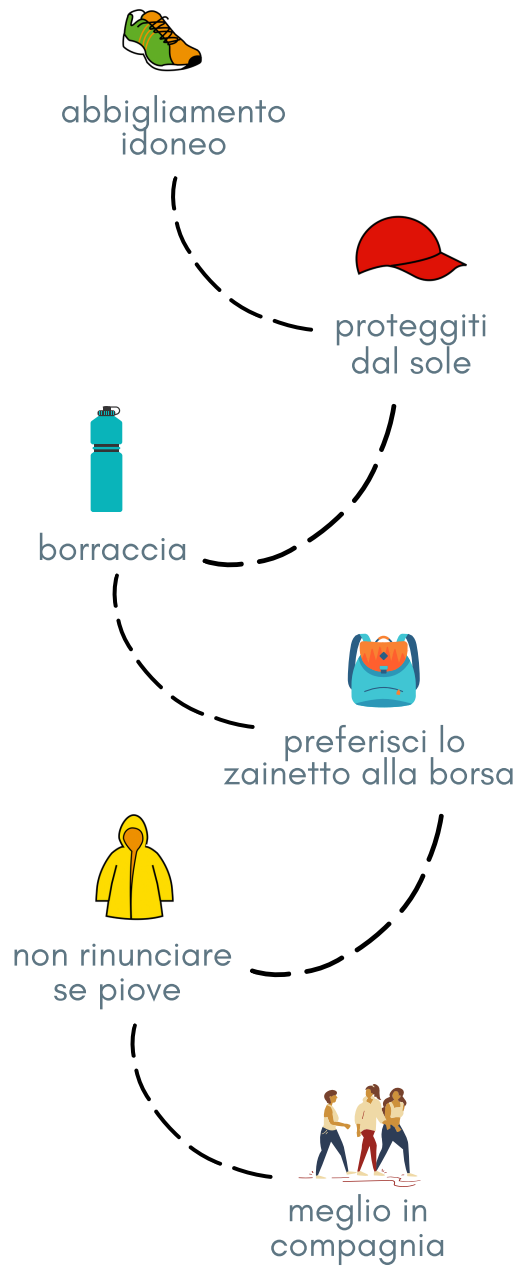 abbigliamento
idoneo
proteggiti
dal sole
borraccia
preferisci lo
zainetto alla borsa
non rinunciare
se piove
meglio in
compagnia